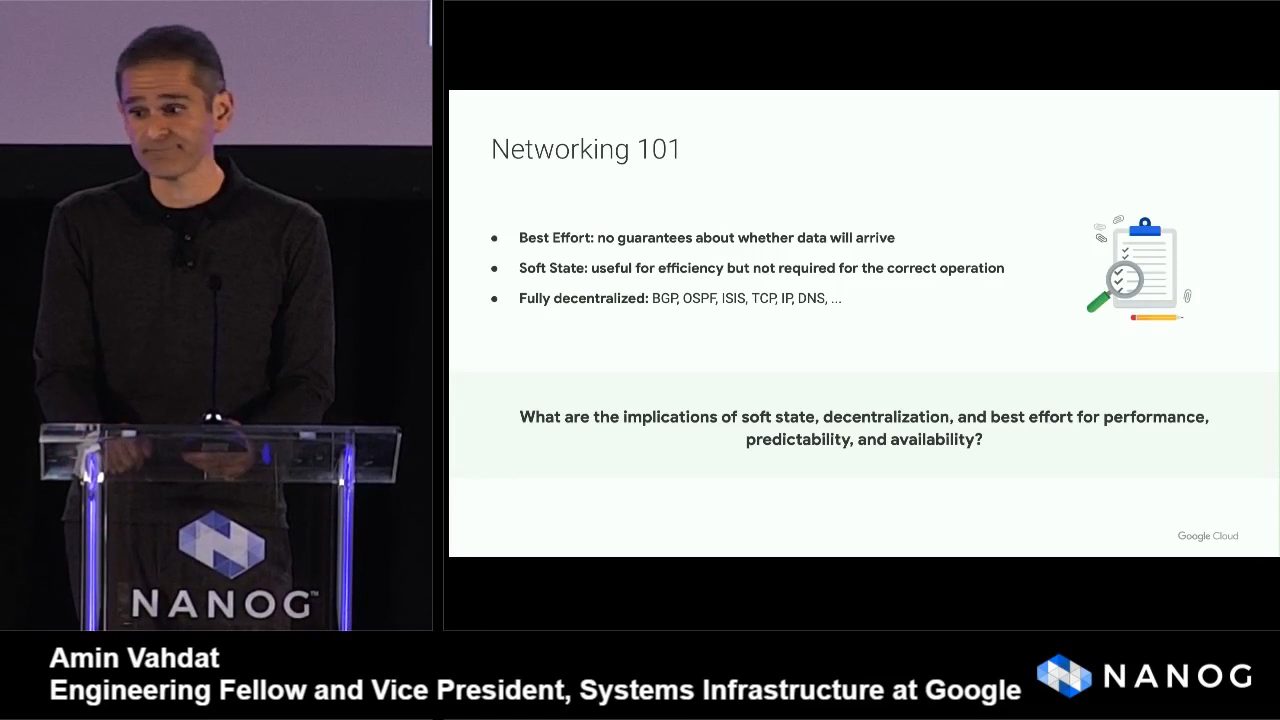 Networking 101
● Best Effort: no guarantees about whether data will arrive
● Soft State: useful for efficiency but not required for the correct operation
● Fully decentralized: BGP, OSPF, ISIS, TCP, IP, DNS, ...
What are the implications of soft state, decentralization, and best effort for performance,
predictability, and availability?
Google Cloud
NANOG™
Amin Vahdat
Engineering Fellow and Vice President, Systems Infrastructure at Google
NANOG